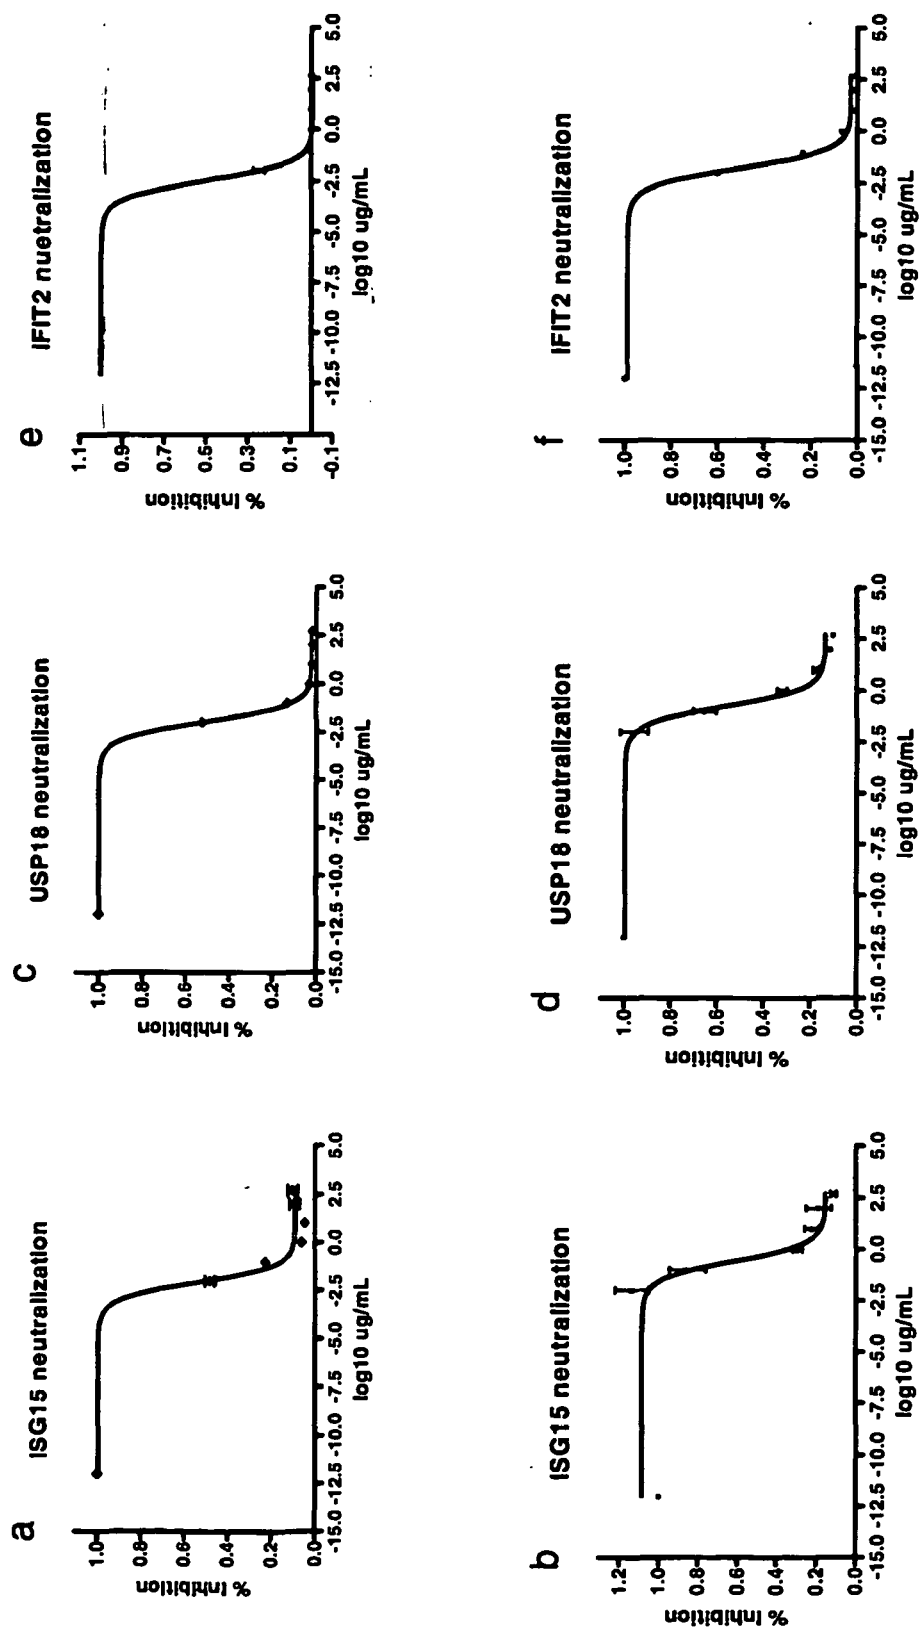 a
ISG15 neutralization
% Inhibition
1.0
0.8
0.6
0.4
0.2
0.0
-15.0 -12.5 -10.0 -7.5 -5.0 -2.5 0.0 2.5 5.0
log10 ug/mL
c
USP18 neutralization
% Inhibition
1.0
0.8
0.6
0.4
0.2
0.0
-15.0 -12.5 -10.0 -7.5 -5.0 -2.5 0.0 2.5 5.0
log10 ug/mL
e
IFIT2 nuetralization
% Inhibition
1.1
0.9
0.7
0.5
0.3
0.1
-0.1
-12.5 -10.0 -7.5 -5.0 -2.5 0.0 2.5 5.0
log10 ug/mL
b
ISG15 neutralization
% Inhibition
1.2
1.0
0.8
0.6
0.4
0.2
0.0
-15.0 -12.5 -10.0 -7.5 -5.0 -2.5 0.0 2.5 5.0
log10 ug/mL
d
USP18 neutralization
% Inhibition
1.0
0.8
0.6
0.4
0.2
0.0
-15.0 -12.5 -10.0 -7.5 -5.0 -2.5 0.0 2.5 5.0
log10 ug/mL
f
IFIT2 neutralization
% Inhibition
1.0
0.8
0.6
0.4
0.2
0.0
-15.0 -12.5 -10.0 -7.5 -5.0 -2.5 0.0 2.5 5.0
log10 ug/mL